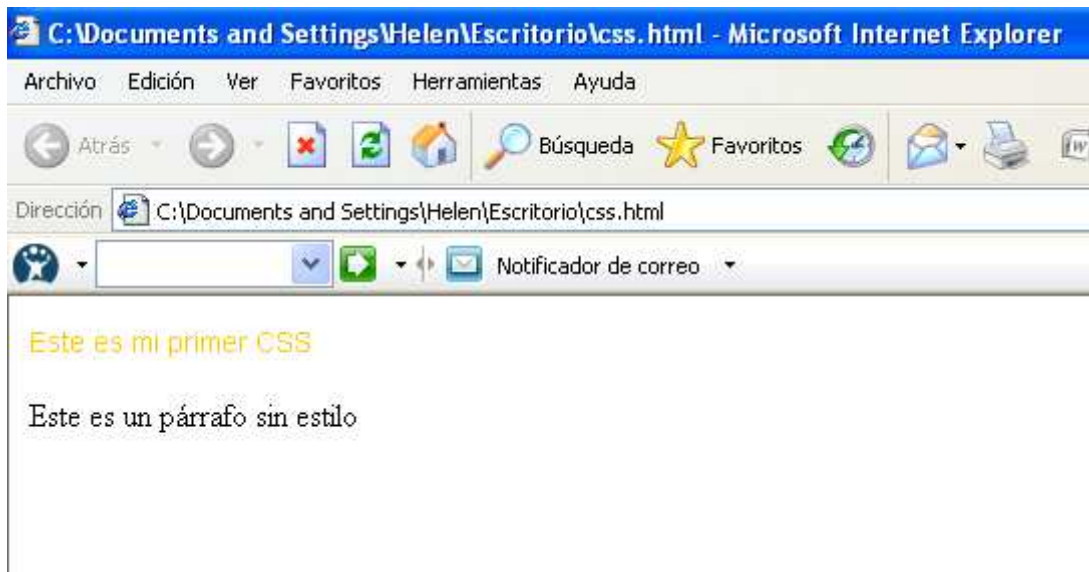 C:\Documents and Settings\Helen\Escritorio\css.html - Microsoft Internet Explorer
Archivo Edición Ver Favoritos Herramientas Ayuda
Atrás Búsqueda Favoritos W
Dirección C:\Documents and Settings\Helen\Escritorio\css.html
Notificador de correo
Este es mi primer CSS
Este es un párrafo sin estilo